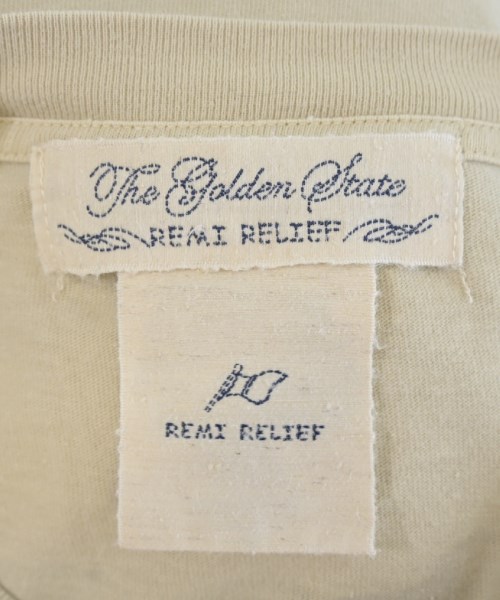 The Golden State
REMI RELIEF
REMI RELIEF